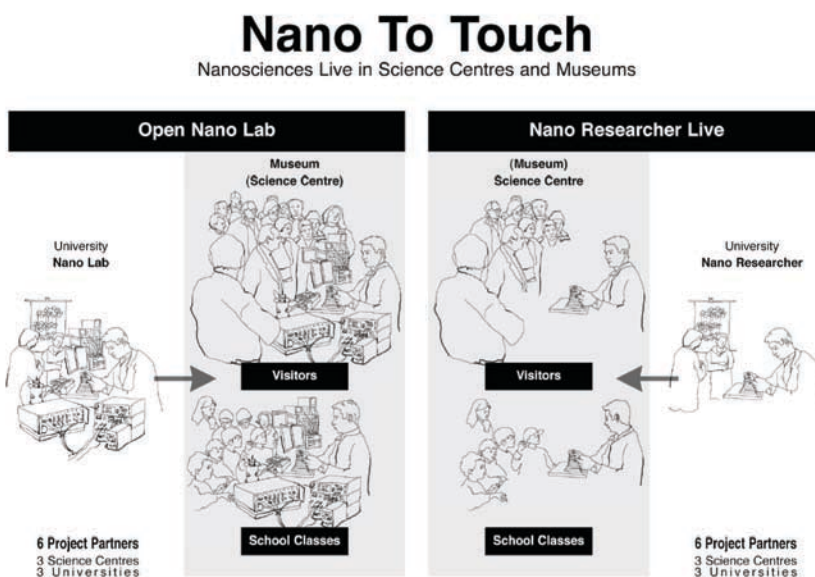 Nano To Touch
Nanosciences Live in Science Centres and Museums
Open Nano Lab
Museum
(Science Centre)
University
Nano Lab
Visitors
School Classes
6 Project Partners
3 Science Centres
3 Universities
Nano Researcher Live
(Museum)
Science Centre
University
Nano Researcher
Visitors
School Classes
6 Project Partners
3 Science Centres
3 Universities